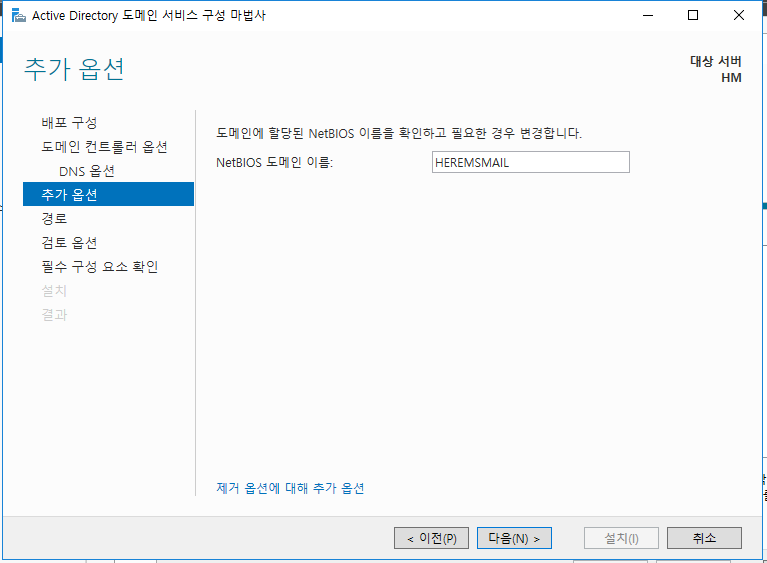 Active Directory 도메인 서비스 구성 마법사
추가 옵션
대상 서버
HM
배포 구성
도메인 컨트롤러 옵션
DNS 옵션
추가 옵션
경로
검토 옵션
필수 구성 요소 확인
설치
결과
도메인에 할당된 NetBIOS 이름을 확인하고 필요한 경우 변경합니다.
NetBIOS 도메인 이름: HEREMSMAIL
제거 옵션에 대해 추가 옵션
< 이전(P) 다음(N) > 설치(I) 취소